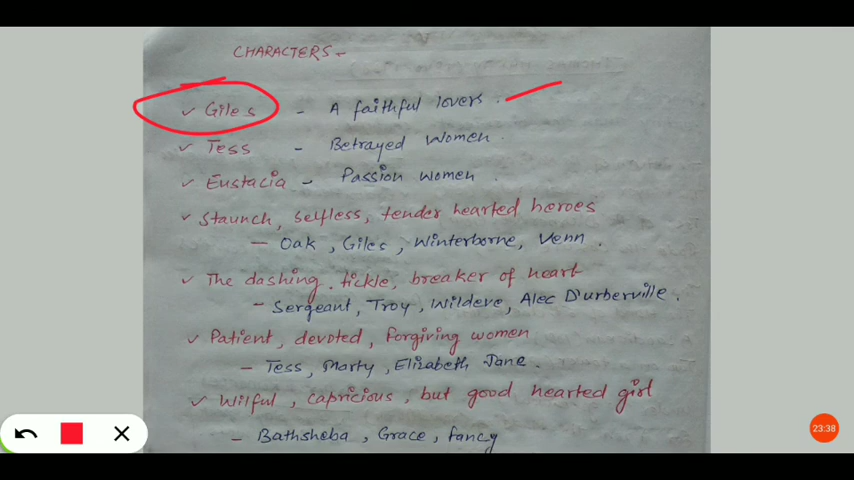 CHARACTERS -
✓ Giles - A faithful lovers.
✓ Tess - Betrayed Women.
✓ Eustacia - Passion Women.
✓ Staunch, selfless, tender hearted heroes
- Oak, Giles, Winterborne, Venn.
✓ The dashing. tickle, breaker of heart
- Sergeant, Troy, Wildeve, Alec D'urberville.
✓ Patient, devoted, forgiving women
- Tess, Marty, Elizabeth Jane.
✓ Wilful, capricious, but good hearted girl
- Bathsheba, Grace, fancy
23:38